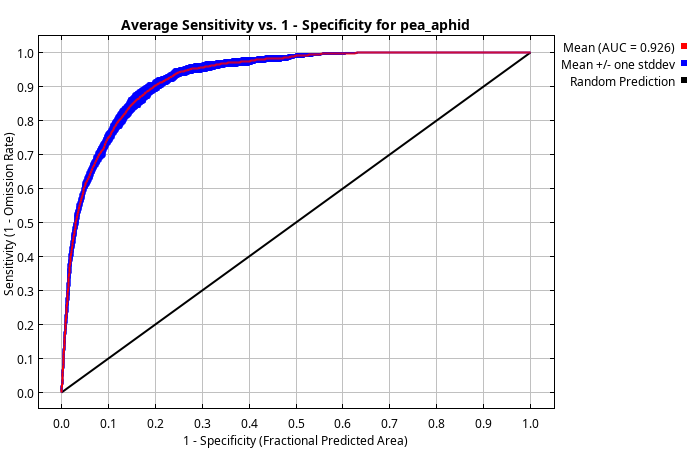 Average Sensitivity vs. 1 - Specificity for pea_aphid
Mean (AUC = 0.926)
Mean +/- one stddev
Random Prediction
Sensitivity (1 - Omission Rate)
1.0
0.9
0.8
0.7
0.6
0.5
0.4
0.3
0.2
0.1
0.0
0.0 0.1 0.2 0.3 0.4 0.5 0.6 0.7 0.8 0.9 1.0
1 - Specificity (Fractional Predicted Area)